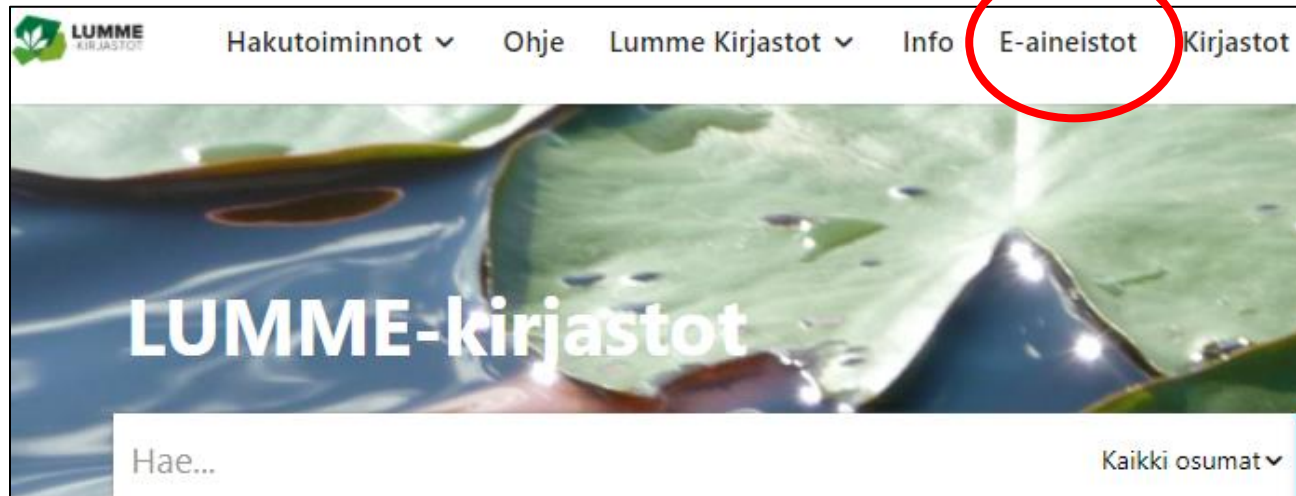 LUMME
-KIRJASTOT
Hakutoiminnot Ohje Lumme Kirjastot Info E-aineistot Kirjastot
LUMME-kirjastot
Hae... Kaikki osumat